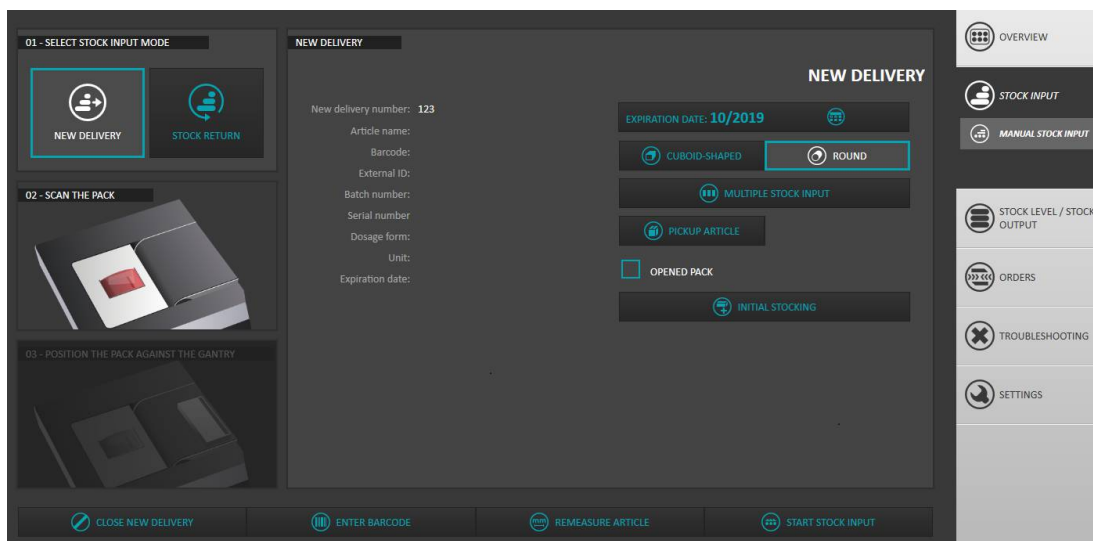 01 - SELECT STOCK INPUT MODE
NEW DELIVERY
STOCK RETURN
02 - SCAN THE PACK
03 - POSITION THE PACK AGAINST THE GANTRY
NEW DELIVERY
NEW DELIVERY
New delivery number: 123
Article name:
Barcode:
External ID:
Batch number:
Serial number
Dosage form:
Unit:
Expiration date:
EXPIRATION DATE: 10/2019
CUBOID-SHAPED
ROUND
MULTIPLE STOCK INPUT
PICKUP ARTICLE
OPENED PACK
INITIAL STOCKING
CLOSE NEW DELIVERY
ENTER BARCODE
mm
REMEASURE ARTICLE
START STOCK INPUT
OVERVIEW
STOCK INPUT
MANUAL STOCK INPUT
STOCK LEVEL / STOCK
OUTPUT
ORDERS
TROUBLESHOOTING
SETTINGS